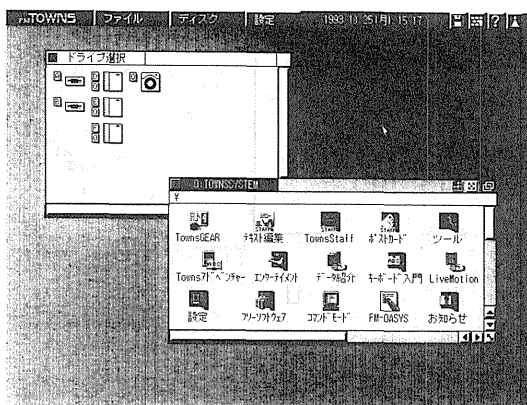 FMTOWNS ファイル ディスク 設定 1993.10.25(月) 15:17
ドライブ選択
A D Q
B E
F
Q:TOWNSSYSTEM
¥
TownsGEAR テキスト編集 TownsStaff ポストカード ツール
Townsアドベンチャー エンターテイメント データ紹介 キーボード入門 LiveMotion
設定 フリーソフトウェア コマンドモード FM-OASYS お知らせ